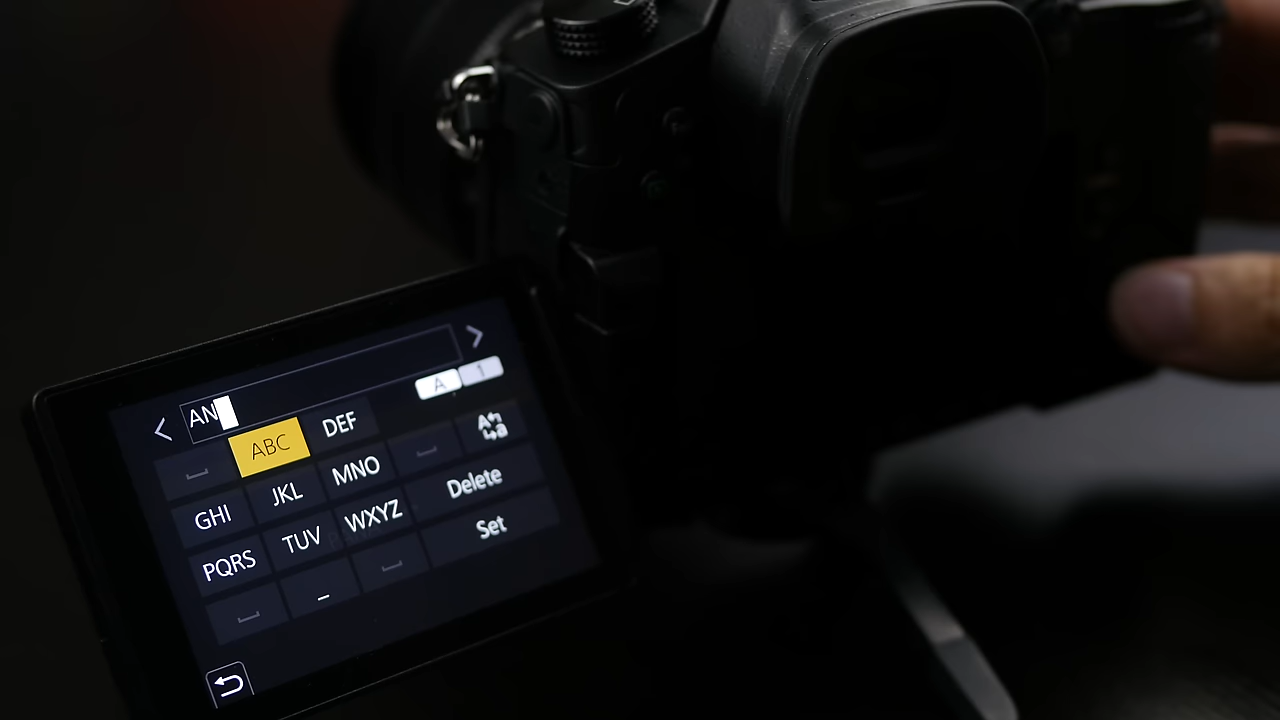 AN
A 1
ABC DEF
GHI JKL MNO Delete
PQRS TUV WXYZ Set
_